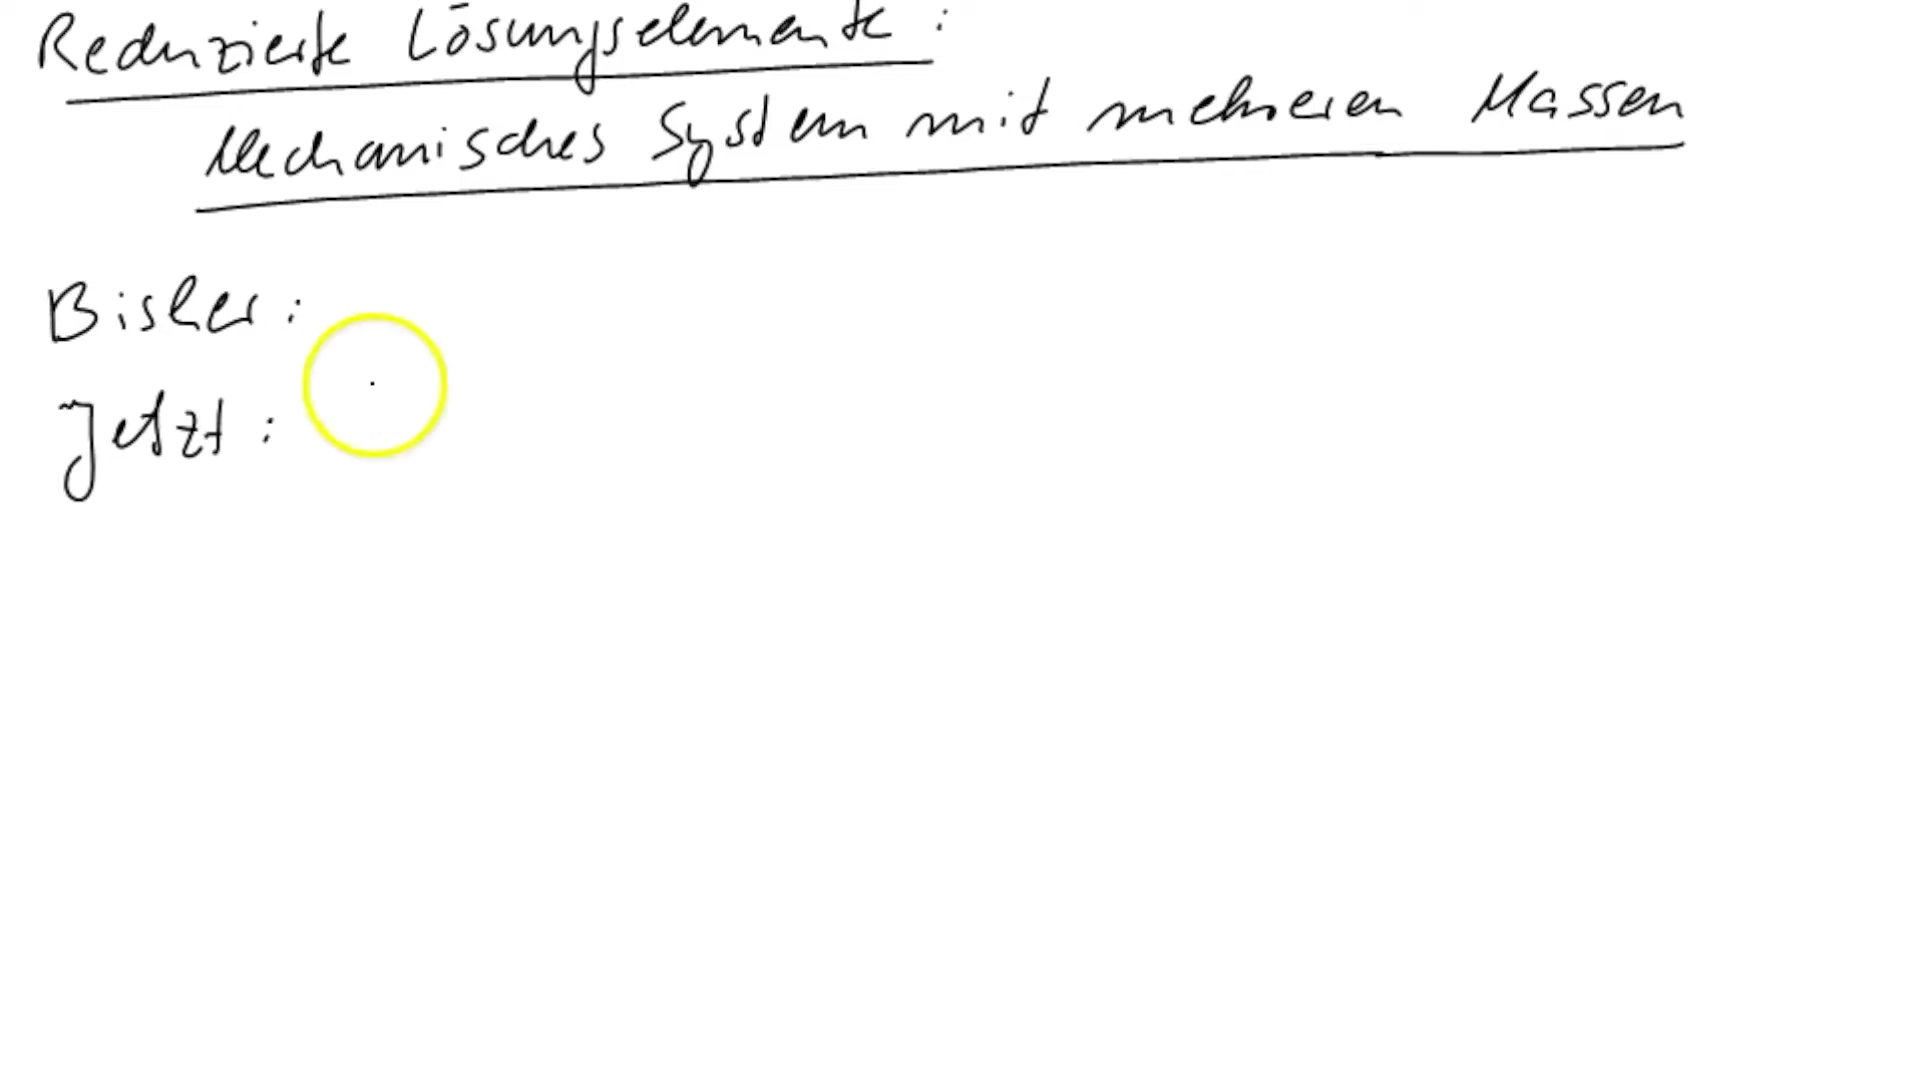 Reduzierte Lösungselemente:
Mechanisches System mit mehreren Massen
Bisher:
Jetzt: